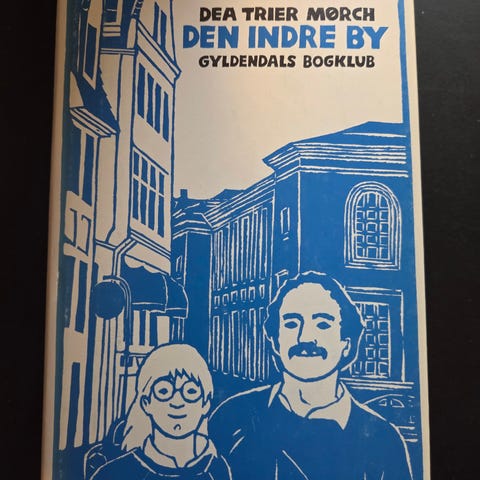 DEA TRIER MØRCH
DEN INDRE BY
GYLDENDALS BOGKLUB